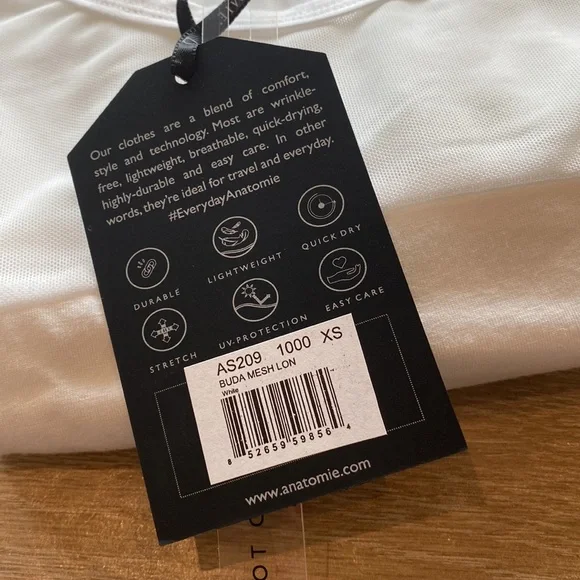 Our clothes are a blend of comfort,
style and technology. Most are wrinkle-
free, lightweight, breathable, quick-drying,
highly-durable and easy care. In other
words, they're ideal for travel and everyday.
#EverydayAnatomie
DURABLE
LIGHTWEIGHT
QUICK DRY
STRETCH
UV-PROTECTION
EASY CARE
AS209 1000 XS
BUDA MESH LON
White
8 52659 59856 4
www.anatomie.com
OT